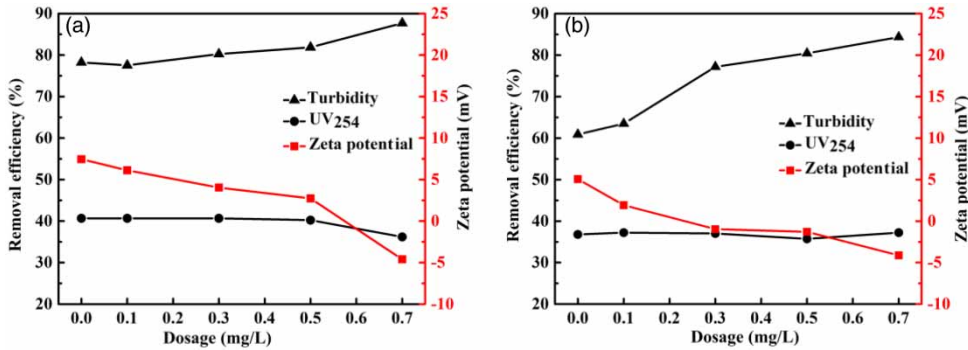 (a)
Removal efficiency (%)
90
80
70
60
50
40
30
20
Turbidity
UV254
Zeta potential
25
20
15
10
5
0
-5
-10
Zeta potential (mV)
0.0 0.1 0.2 0.3 0.4 0.5 0.6 0.7
Dosage (mg/L)
(b)
Removal efficiency (%)
90
80
70
60
50
40
30
20
Turbidity
UV254
Zeta potential
25
20
15
10
5
0
-5
-10
Zeta potential (mV)
0.0 0.1 0.2 0.3 0.4 0.5 0.6 0.7
Dosage (mg/L)